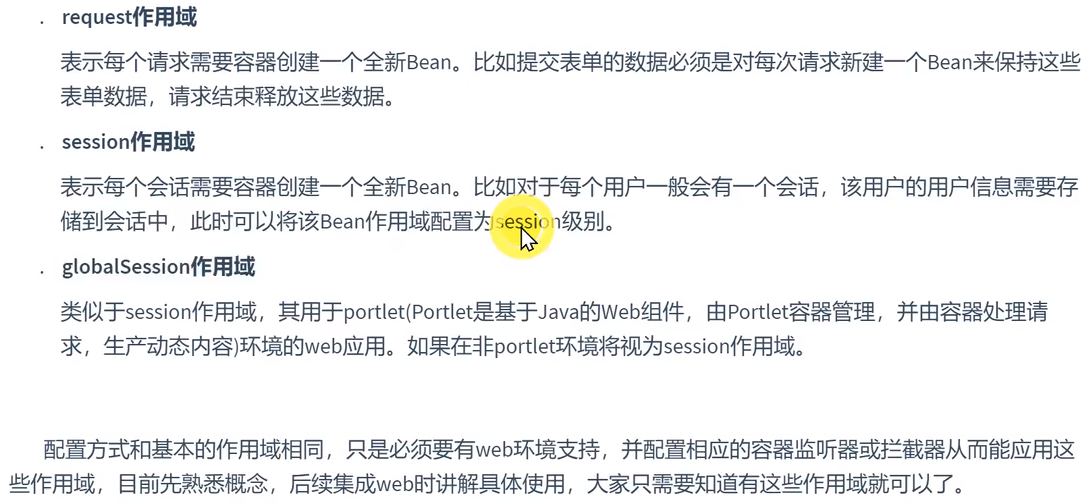 . request作用域
表示每个请求需要容器创建一个全新Bean。比如提交表单的数据必须是对每次请求新建一个Bean来保持这些
表单数据，请求结束释放这些数据。
. session作用域
表示每个会话需要容器创建一个全新Bean。比如对于每个用户一般会有一个会话，该用户的用户信息需要存
储到会话中，此时可以将该Bean作用域配置为session级别。
. globalSession作用域
类似于session作用域，其用于portlet(Portlet是基于Java的Web组件，由Portlet容器管理，并由容器处理请
求，生产动态内容)环境的web应用。如果在非portlet环境将视为session作用域。
配置方式和基本的作用域相同，只是必须要有web环境支持，并配置相应的容器监听器或拦截器从而能应用这
些作用域，目前先熟悉概念，后续集成web时讲解具体使用，大家只需要知道有这些作用域就可以了。